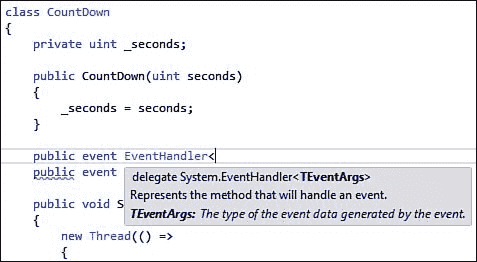 class CountDown
{
    private uint _seconds;
    public CountDown(uint seconds)
    {
        _seconds = seconds;
    }
    public event EventHandler<
    public event
delegate System.EventHandler<TEventArgs>
Represents the method that will handle an event.
TEventArgs: The type of the event data generated by the event.
    public void S
    {
        new Thread(() =>
        {